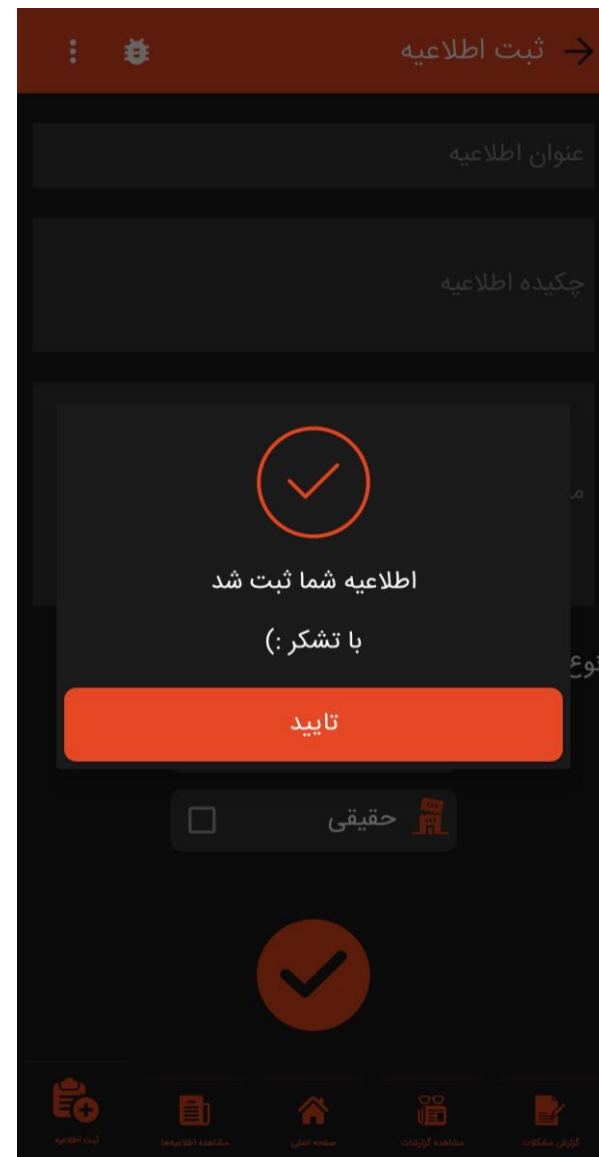 ثبت اطلاعیه
عنوان اطلاعیه
چکیده اطلاعیه
اطلاعیه شما ثبت شد
با تشکر :)
تایید
نوع
حقیقی
گزارش مشکلات
مشاهده گزارشات
صفحه اصلی
مشاهده اطلاعیه‌ها
ثبت اطلاعیه